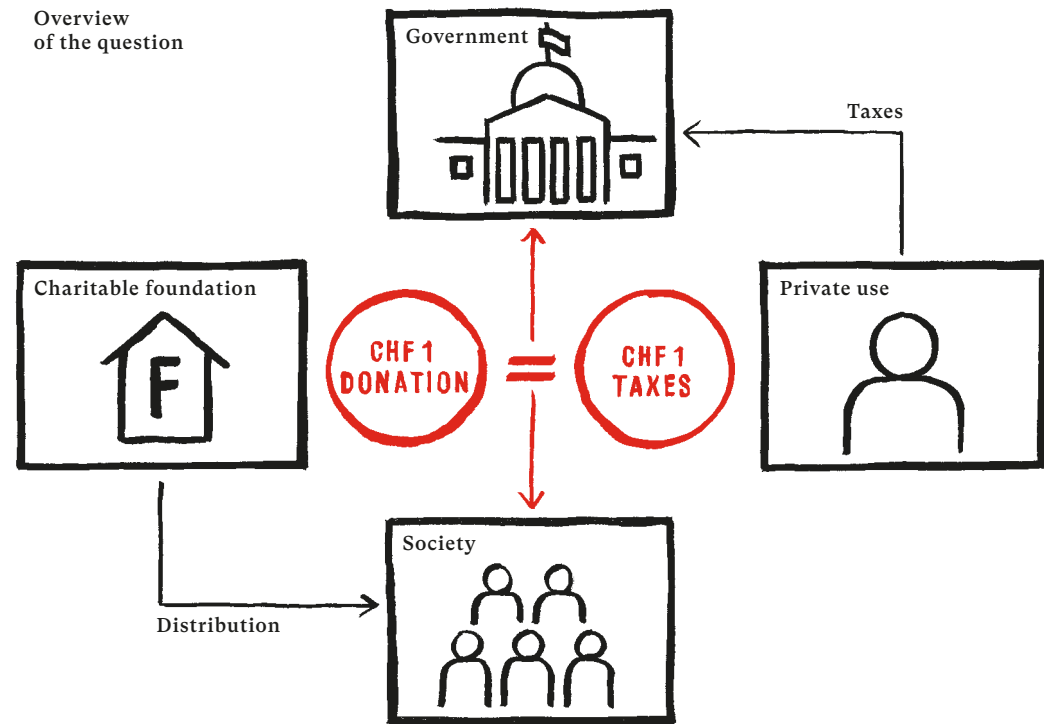 Overview
of the question
Government
Taxes
Charitable foundation
F
CHF 1
DONATION
=
CHF 1
TAXES
Private use
Society
Distribution